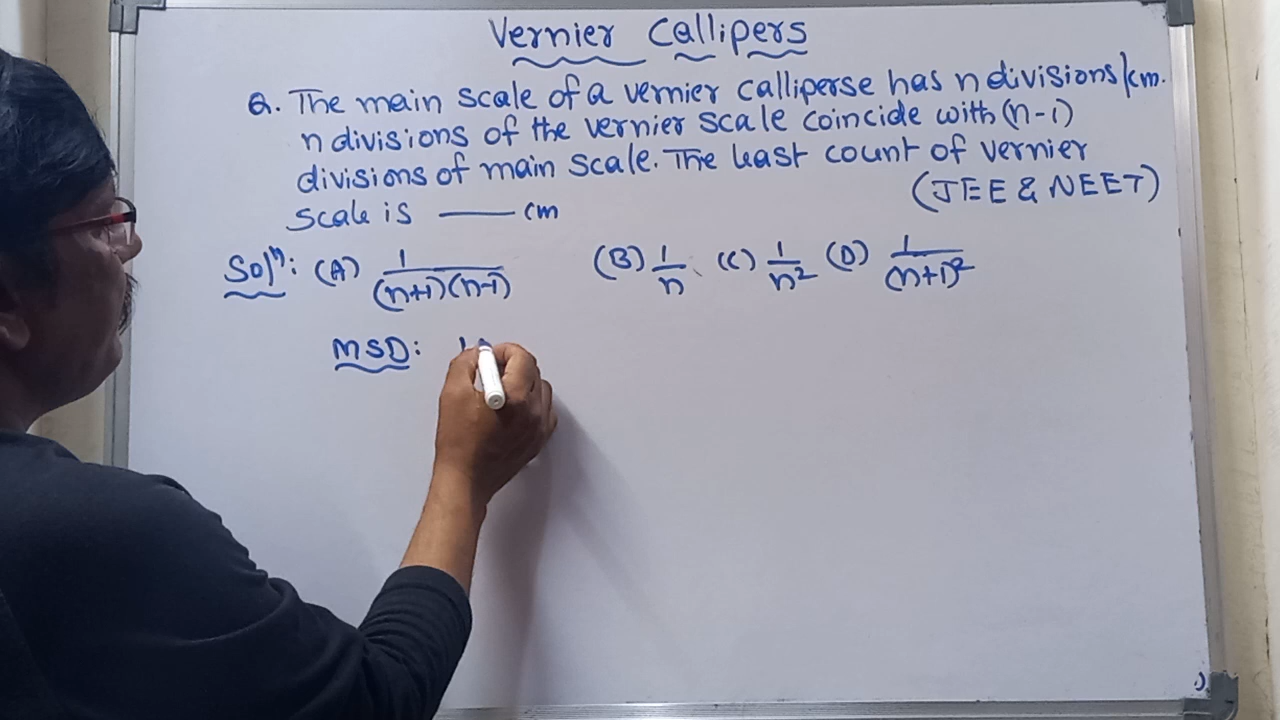 Vernier Callipers
Q. The main scale of a vernier calliperse has n divisions/cm.
n divisions of the vernier scale coincide with (n-1)
divisions of main scale. The least count of vernier
scale is —— cm (JEE & NEET)
Solⁿ: (A) 1/((n+1)(n-1)) (B) 1/n (C) 1/n² (D) 1/(n+1)²
MSD: